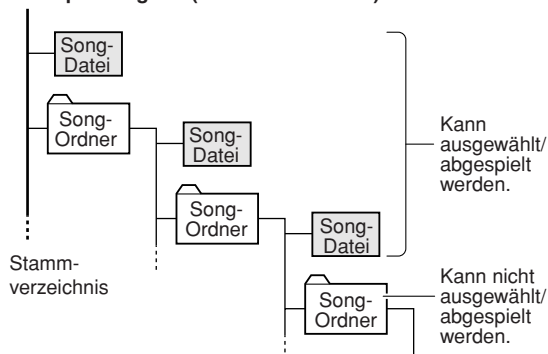 Song-
Datei
Song-
Ordner
Song-
Datei
Kann
ausgewählt/
abgespielt
werden.
Song-
Ordner
Song-
Datei
Stamm-
verzeichnis
Song-
Ordner
Kann nicht
ausgewählt/
abgespielt
werden.